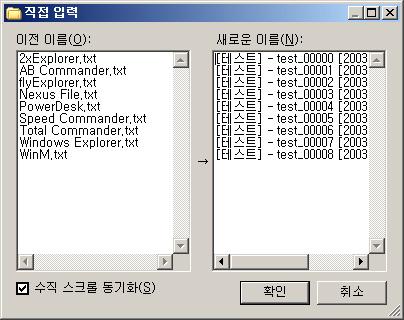 직접 입력
이전 이름(O):
새로운 이름(N):
2xExplorer.txt
AB Commander.txt
flyExplorer.txt
Nexus File.txt
PowerDesk.txt
Speed Commander.txt
Total Commander.txt
Windows Explorer.txt
WinM.txt
→
[테스트] - test_00000 [2003
[테스트] - test_00001 [2003
[테스트] - test_00002 [2003
[테스트] - test_00003 [2003
[테스트] - test_00004 [2003
[테스트] - test_00005 [2003
[테스트] - test_00006 [2003
[테스트] - test_00007 [2003
[테스트] - test_00008 [2003
수직 스크롤 동기화(S)
확인
취소